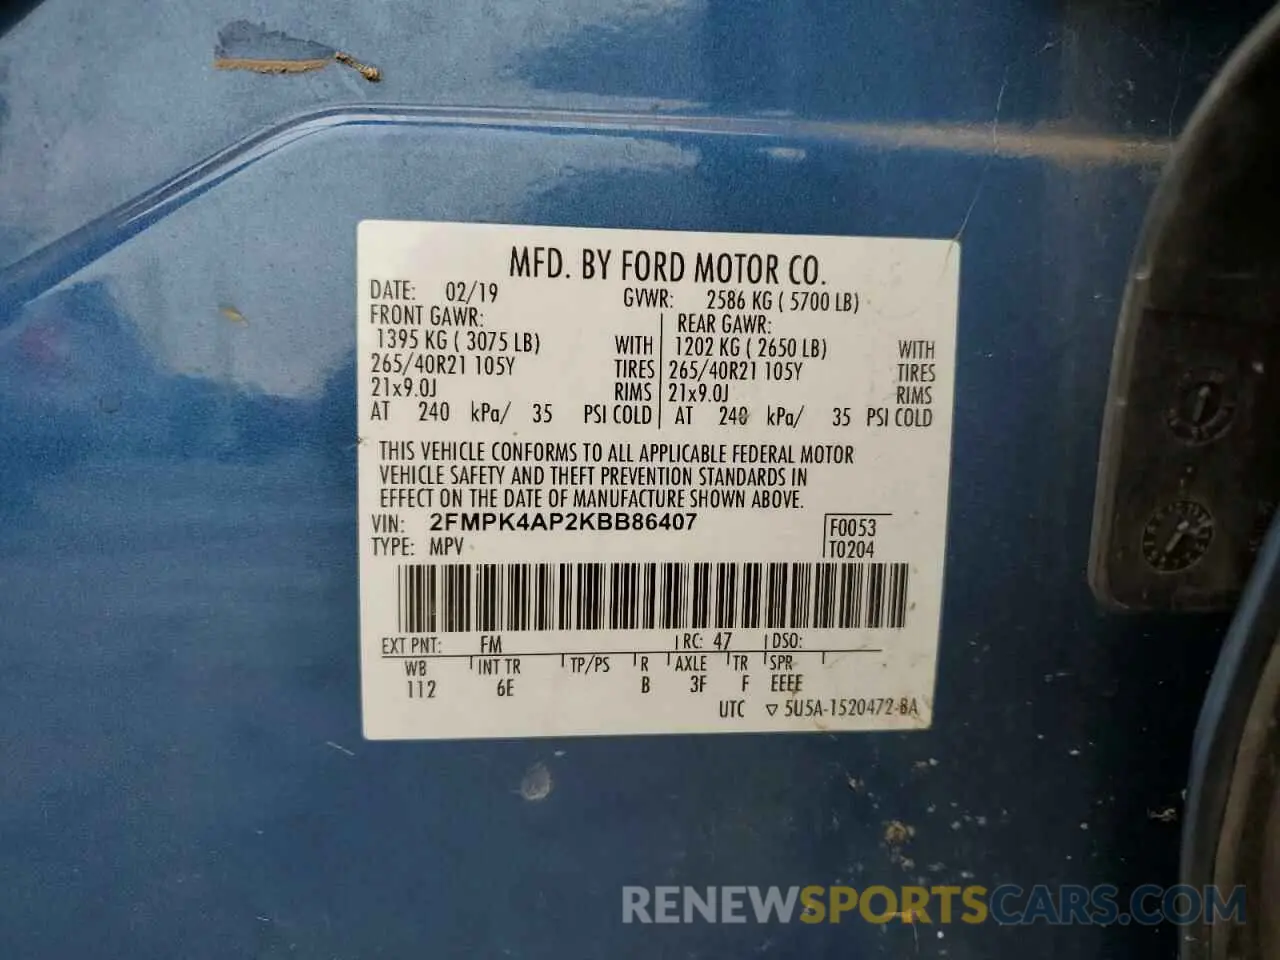 MFD. BY FORD MOTOR CO.
DATE: 02/19 GVWR: 2586 KG ( 5700 LB)
FRONT GAWR: REAR GAWR:
1395 KG ( 3075 LB) WITH 1202 KG ( 2650 LB) WITH
265/40R21 105Y TIRES 265/40R21 105Y TIRES
21x9.0J RIMS 21x9.0J RIMS
AT 240 kPa/ 35 PSI COLD AT 240 kPa/ 35 PSI COLD
THIS VEHICLE CONFORMS TO ALL APPLICABLE FEDERAL MOTOR
VEHICLE SAFETY AND THEFT PREVENTION STANDARDS IN
EFFECT ON THE DATE OF MANUFACTURE SHOWN ABOVE.
VIN: 2FMPK4AP2KBB86407 F0053
TYPE: MPV T0204
EXT PNT: FM RC: 47 DSO:
WB INT TR TP/PS R AXLE TR SPR
112 6E B 3F F EEEE
UTC ▽ 5U5A-1520472-BA
RENEWSPORTSCARS.COM